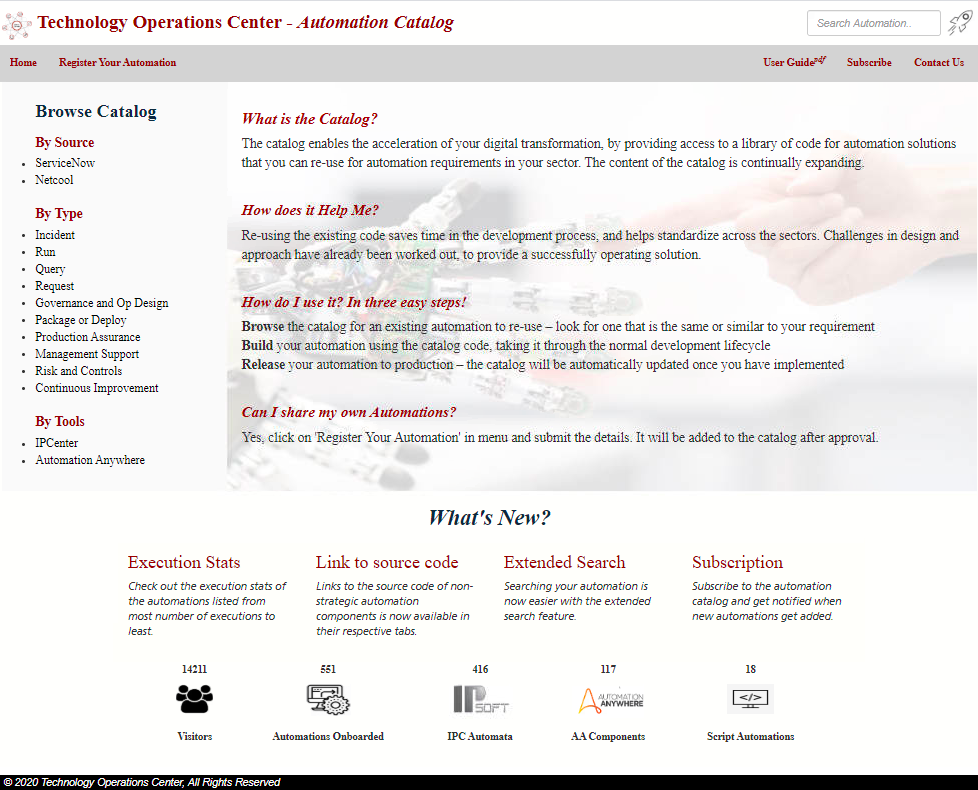 Technology Operations Center - Automation Catalog
Search Automation..
Home
Register Your Automation
User Guidepdf
Subscribe
Contact Us
Browse Catalog
By Source
ServiceNow
Netcool
By Type
Incident
Run
Query
Request
Governance and Op Design
Package or Deploy
Production Assurance
Management Support
Risk and Controls
Continuous Improvement
By Tools
IPCenter
Automation Anywhere
What is the Catalog?
The catalog enables the acceleration of your digital transformation, by providing access to a library of code for automation solutions
that you can re-use for automation requirements in your sector. The content of the catalog is continually expanding.
How does it Help Me?
Re-using the existing code saves time in the development process, and helps standardize across the sectors. Challenges in design and
approach have already been worked out, to provide a successfully operating solution.
How do I use it? In three easy steps!
Browse the catalog for an existing automation to re-use – look for one that is the same or similar to your requirement
Build your automation using the catalog code, taking it through the normal development lifecycle
Release your automation to production – the catalog will be automatically updated once you have implemented
Can I share my own Automations?
Yes, click on 'Register Your Automation' in menu and submit the details. It will be added to the catalog after approval.
What's New?
Execution Stats
Check out the execution stats of
the automations listed from
most number of executions to
least.
Link to source code
Links to the source code of non-
strategic automation
components is now available in
their respective tabs.
Extended Search
Searching your automation is
now easier with the extended
search feature.
Subscription
Subscribe to the automation
catalog and get notified when
new automations get added.
14211
Visitors
551
Automations Onboarded
416
IPSOFT
IPC Automata
117
AUTOMATION
ANYWHERE
AA Components
18
</>
Script Automations
© 2020 Technology Operations Center, All Rights Reserved